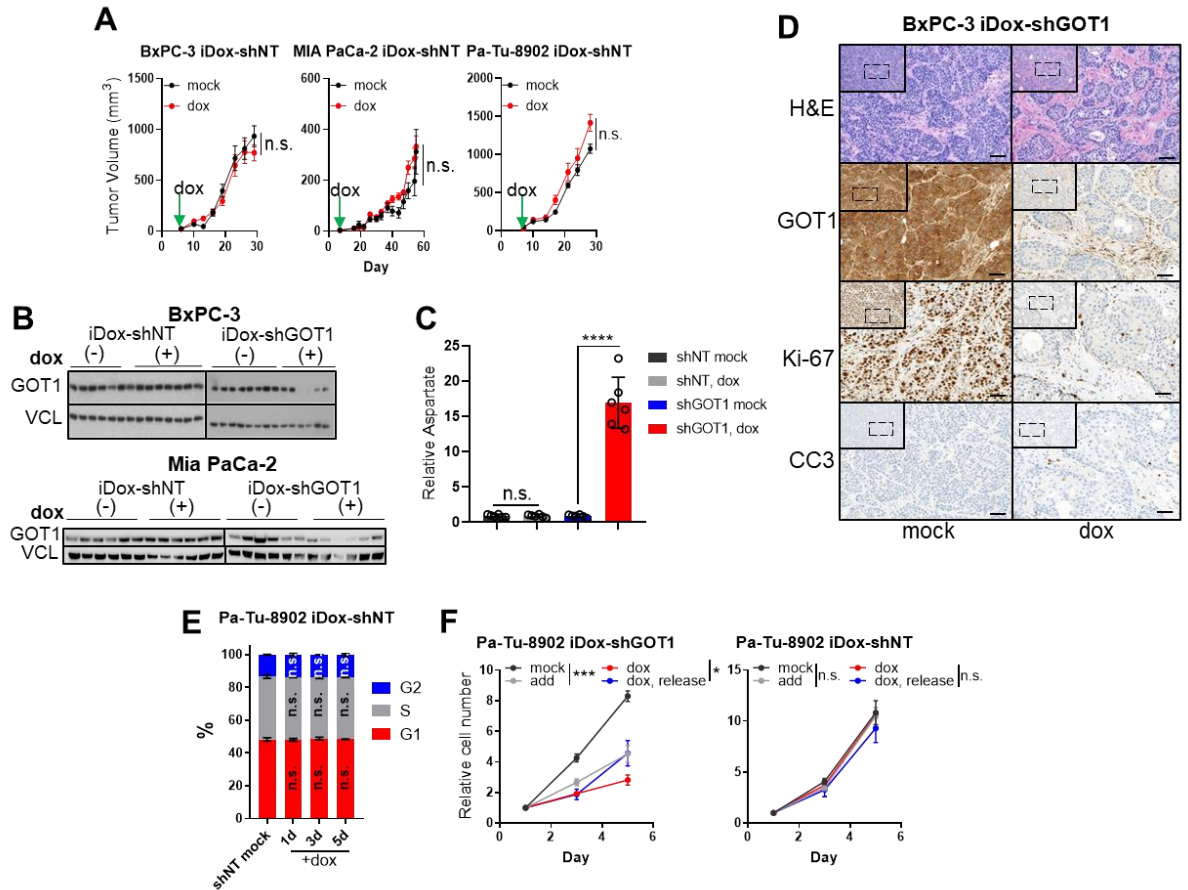 A
BxPC-3 iDox-shNT
MIA PaCa-2 iDox-shNT
Pa-Tu-8902 iDox-shNT
Tumor Volume (mm3)
1500
1000
500
0
mock
dox
dox
n.s.
0 10 20 30
600
400
200
0
mock
dox
dox
n.s.
0 20 40 60
2000
1500
1000
500
0
mock
dox
dox
n.s.
0 10 20 30
Day
B
BxPC-3
iDox-shNT iDox-shGOT1
dox (-) (+) (-) (+)
GOT1
VCL
Mia PaCa-2
iDox-shNT iDox-shGOT1
dox (-) (+) (-) (+)
GOT1
VCL
C
Relative Aspartate
25
20
15
10
5
0
n.s.
****
shNT mock
shNT, dox
shGOT1 mock
shGOT1, dox
D
BxPC-3 iDox-shGOT1
H&E
GOT1
Ki-67
CC3
mock dox
E
Pa-Tu-8902 iDox-shNT
%
100
80
60
40
20
0
n.s. n.s. n.s.
n.s. n.s. n.s.
n.s. n.s. n.s.
G2
S
G1
shNT mock 1d 3d 5d
+dox
F
Pa-Tu-8902 iDox-shGOT1
mock dox
add dox, release
*** *
Relative cell number
10
8
6
4
2
0
0 2 4 6
Day
Pa-Tu-8902 iDox-shNT
mock dox
add dox, release
n.s. n.s.
15
10
5
0
0 2 4 6
Day